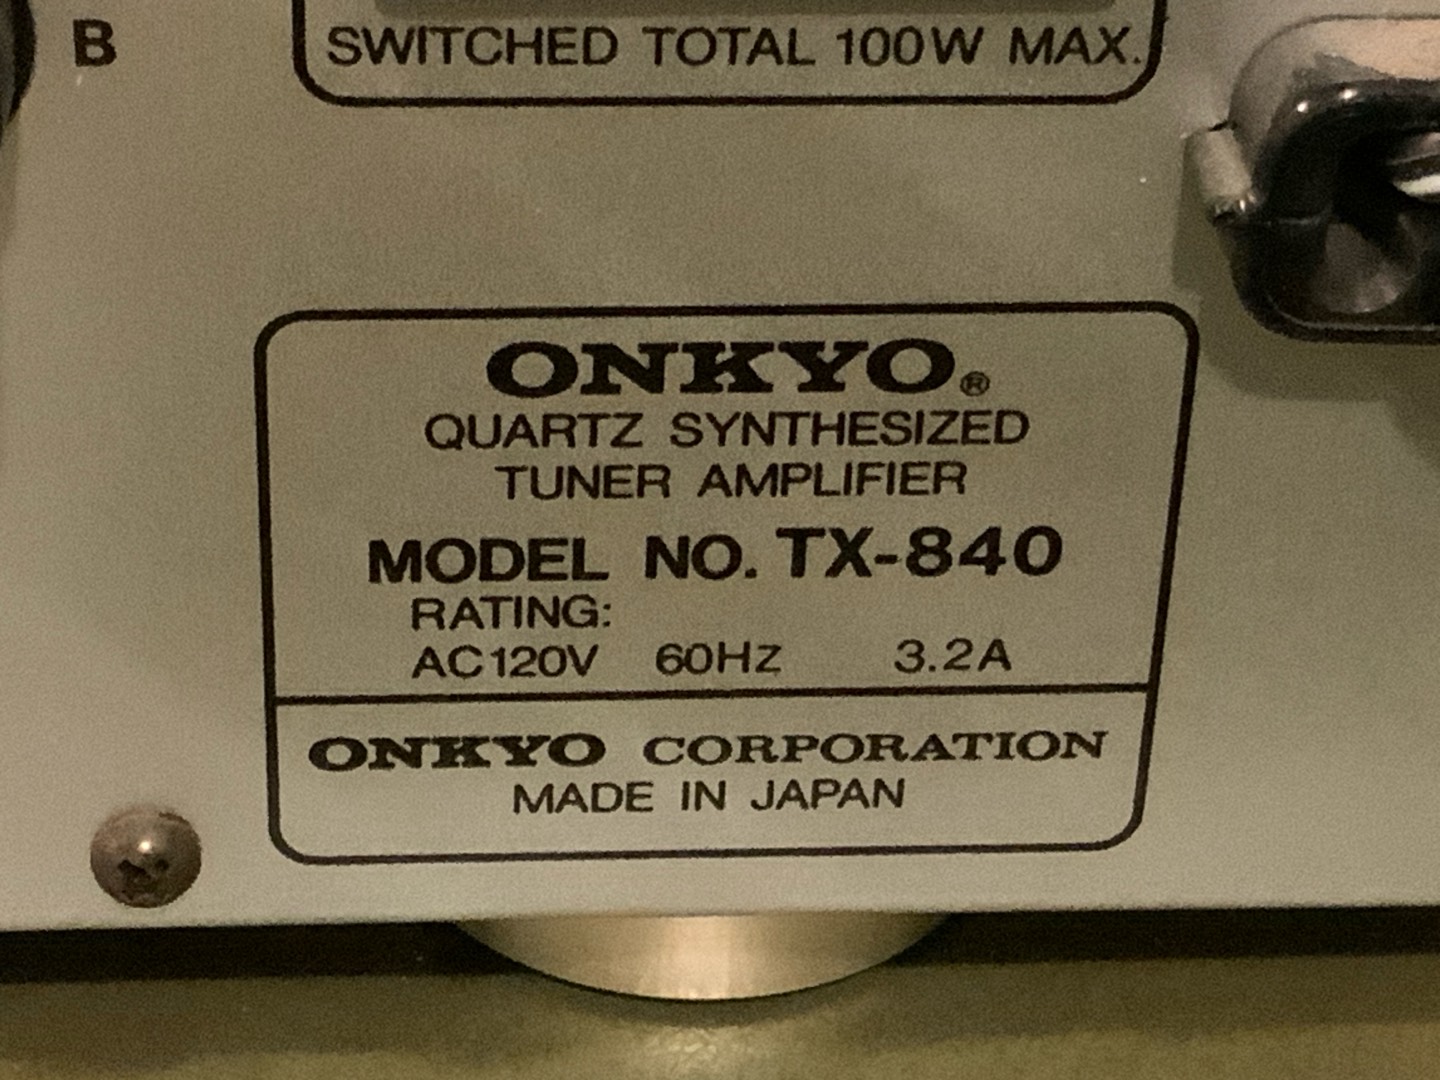 B
SWITCHED TOTAL 100W MAX.
ONKYO®
QUARTZ SYNTHESIZED
TUNER AMPLIFIER
MODEL NO. TX-840
RATING:
AC120V 60Hz 3.2A
ONKYO CORPORATION
MADE IN JAPAN